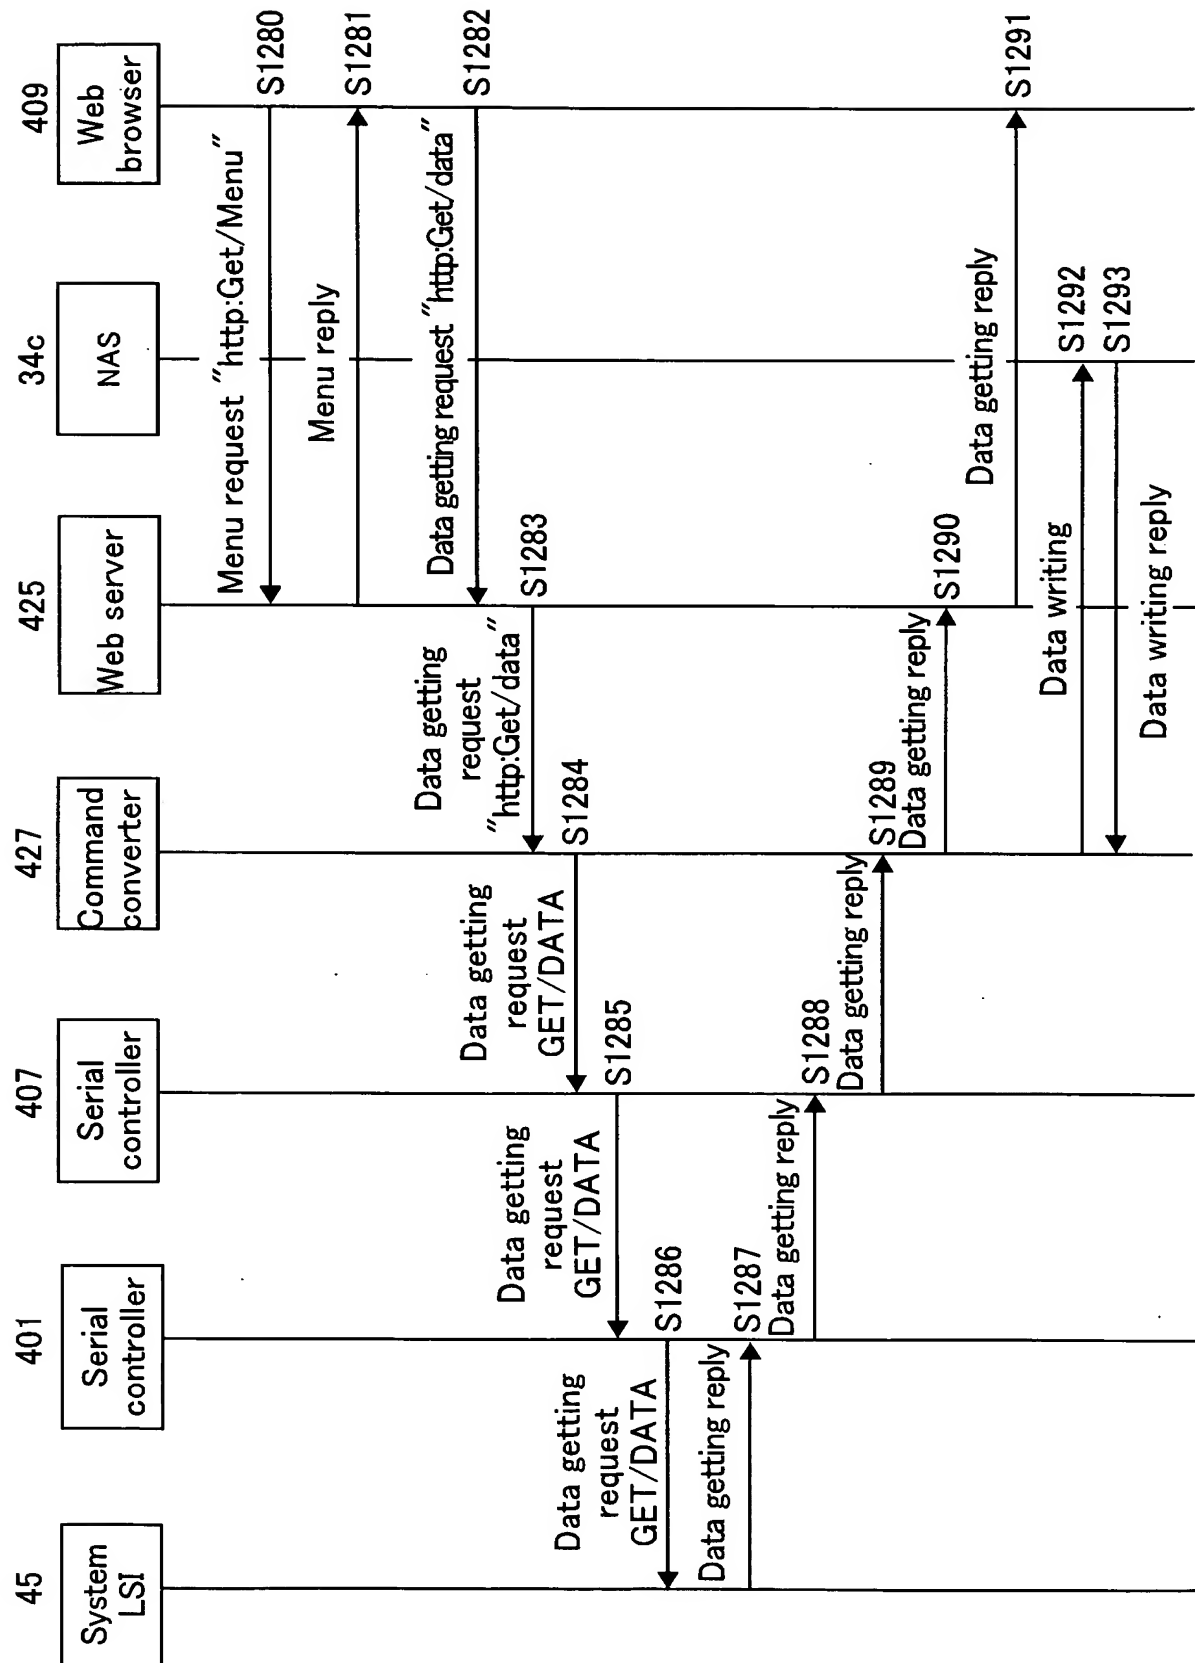 45
System
LSI
401
Serial
controller
407
Serial
controller
427
Command
converter
425
Web server
34c
NAS
409
Web
browser
Menu request "http:Get/Menu"
S1280
Menu reply
S1281
Data getting request "http:Get/data"
S1282
Data getting
request
"http:Get/data"
S1283
Data getting
request
GET/DATA
S1284
Data getting
request
GET/DATA
S1285
Data getting
request
GET/DATA
S1286
Data getting reply
S1287
Data getting reply
S1288
Data getting reply
S1289
Data getting reply
S1290
Data getting reply
S1291
Data writing
S1292
Data writing reply
S1293